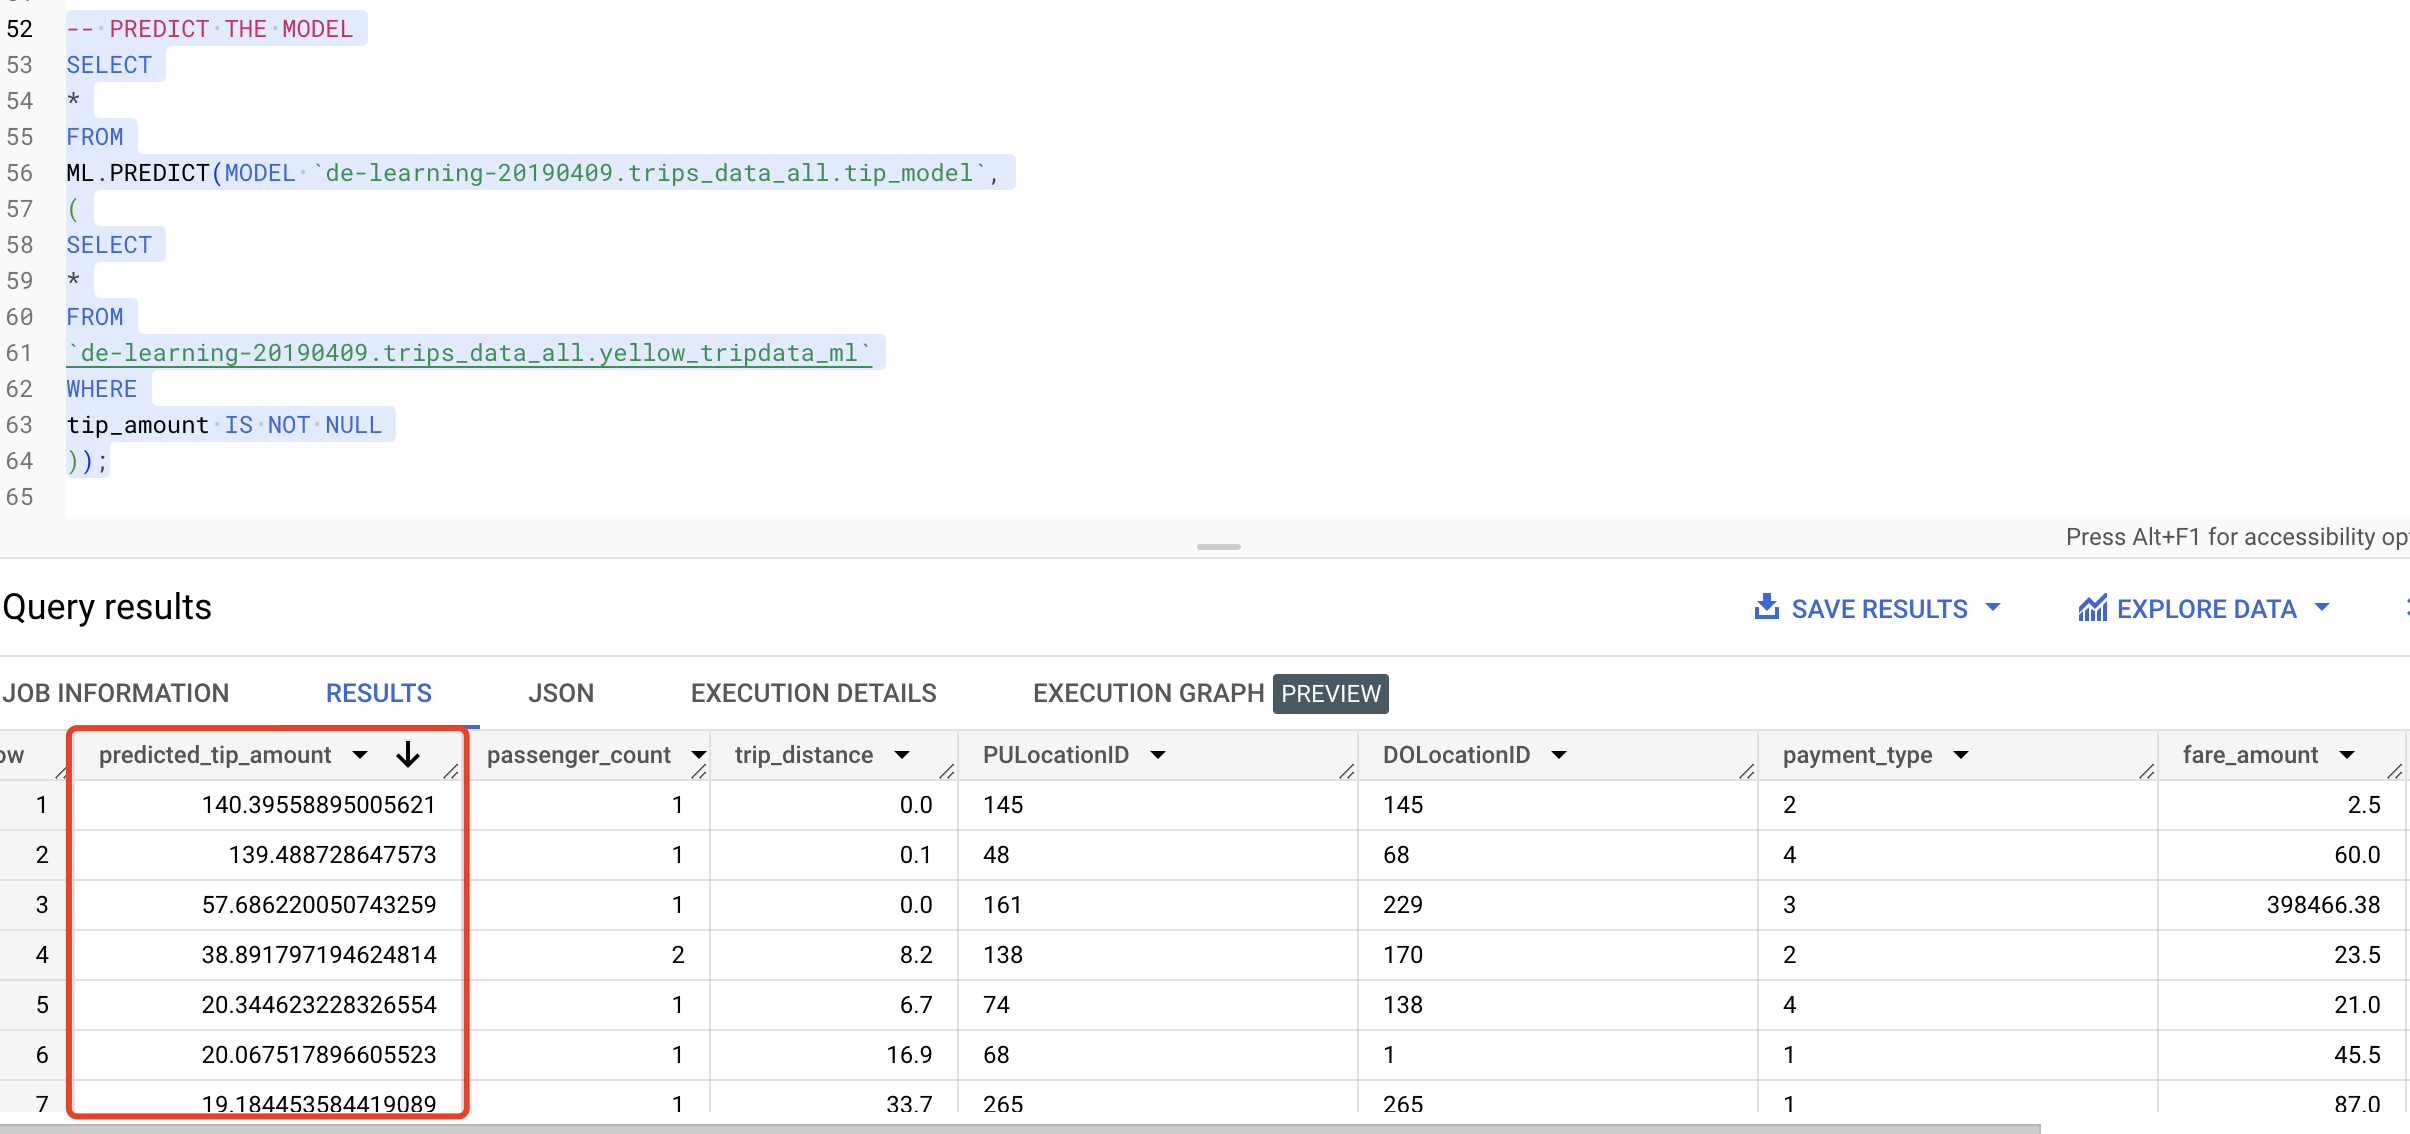 52 -- PREDICT THE MODEL
53 SELECT
54 *
55 FROM
56 ML.PREDICT(MODEL `de-learning-20190409.trips_data_all.tip_model`,
57 (
58 SELECT
59 *
60 FROM
61 `de-learning-20190409.trips_data_all.yellow_tripdata_ml`
62 WHERE
63 tip_amount IS NOT NULL
64 ));
65
Press Alt+F1 for accessibility op
Query results
SAVE RESULTS EXPLORE DATA
JOB INFORMATION RESULTS JSON EXECUTION DETAILS EXECUTION GRAPH PREVIEW
ow predicted_tip_amount passenger_count trip_distance PULocationID DOLocationID payment_type fare_amount
1 140.39558895005621 1 0.0 145 145 2 2.5
2 139.488728647573 1 0.1 48 68 4 60.0
3 57.686220050743259 1 0.0 161 229 3 398466.38
4 38.891797194624814 2 8.2 138 170 2 23.5
5 20.344623228326554 1 6.7 74 138 4 21.0
6 20.067517896605523 1 16.9 68 1 1 45.5
7 19.184453584419089 1 33.7 265 265 1 87.0